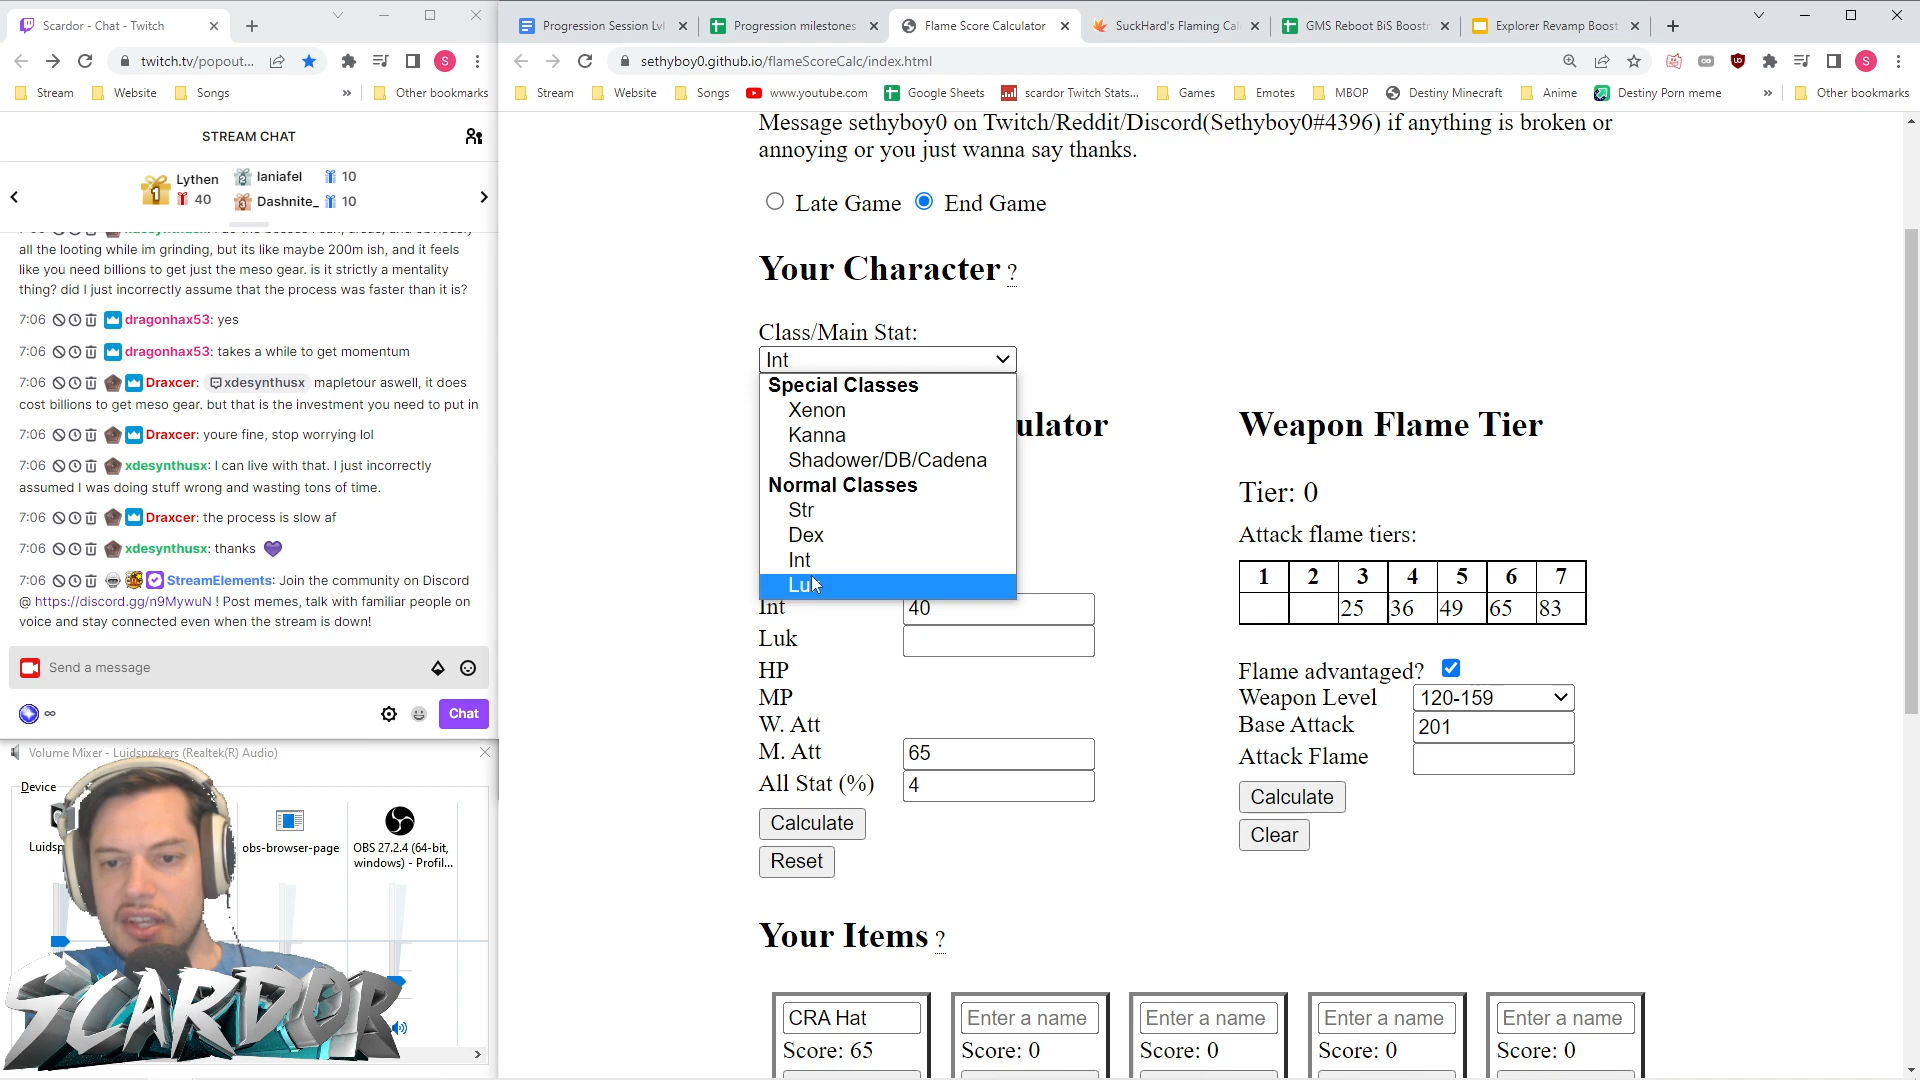 Scardor - Chat - Twitch
Progression Session Lvl
Progression milestones
Flame Score Calculator
SuckHard's Flaming Cal
GMS Reboot BiS Boostn
Explorer Revamp Boost
twitch.tv/popout...
sethyboy0.github.io/flameScoreCalc/index.html
Stream
Website
Songs
Other bookmarks
Stream
Website
Songs
www.youtube.com
Google Sheets
scardor Twitch Stats...
Games
Emotes
MBOP
Destiny Minecraft
Anime
Destiny Porn meme
Other bookmarks
STREAM CHAT
1 Lythen
40
2 laniafel 10
3 Dashnite_ 10
all the looting while im grinding, but its like maybe 200m ish, and it feels
like you need billions to get just the meso gear. is it strictly a mentality
thing? did I just incorrectly assume that the process was faster than it is?
7:06 dragonhax53: yes
7:06 dragonhax53: takes a while to get momentum
7:06 Draxcer: xdesynthusx mapletour aswell, it does
cost billions to get meso gear. but that is the investment you need to put in
7:06 Draxcer: youre fine, stop worrying lol
7:06 xdesynthusx: I can live with that. I just incorrectly
assumed I was doing stuff wrong and wasting tons of time.
7:06 Draxcer: the process is slow af
7:06 xdesynthusx: thanks
7:06 StreamElements: Join the community on Discord
@ https://discord.gg/n9MywuN ! Post memes, talk with familiar people on
voice and stay connected even when the stream is down!
Send a message
∞
Chat
Volume Mixer - Luidsprekers (Realtek(R) Audio)
Device
Luidsp
obs-browser-page
OBS 27.2.4 (64-bit,
windows) - Profil...
SCARDOR
Message sethyboy0 on Twitch/Reddit/Discord(Sethyboy0#4396) if anything is broken or
annoying or you just wanna say thanks.
Late Game
End Game
Your Character ?
Class/Main Stat:
Int
Special Classes
Xenon
Kanna
Shadower/DB/Cadena
Normal Classes
Str
Dex
Int
Luk
ulator
Int 40
Luk
HP
MP
W. Att
M. Att 65
All Stat (%) 4
Calculate
Reset
Weapon Flame Tier
Tier: 0
Attack flame tiers:
1 2 3 4 5 6 7
25 36 49 65 83
Flame advantaged?
Weapon Level 120-159
Base Attack 201
Attack Flame
Calculate
Clear
Your Items ?
CRA Hat
Score: 65
Enter a name
Score: 0
Enter a name
Score: 0
Enter a name
Score: 0
Enter a name
Score: 0